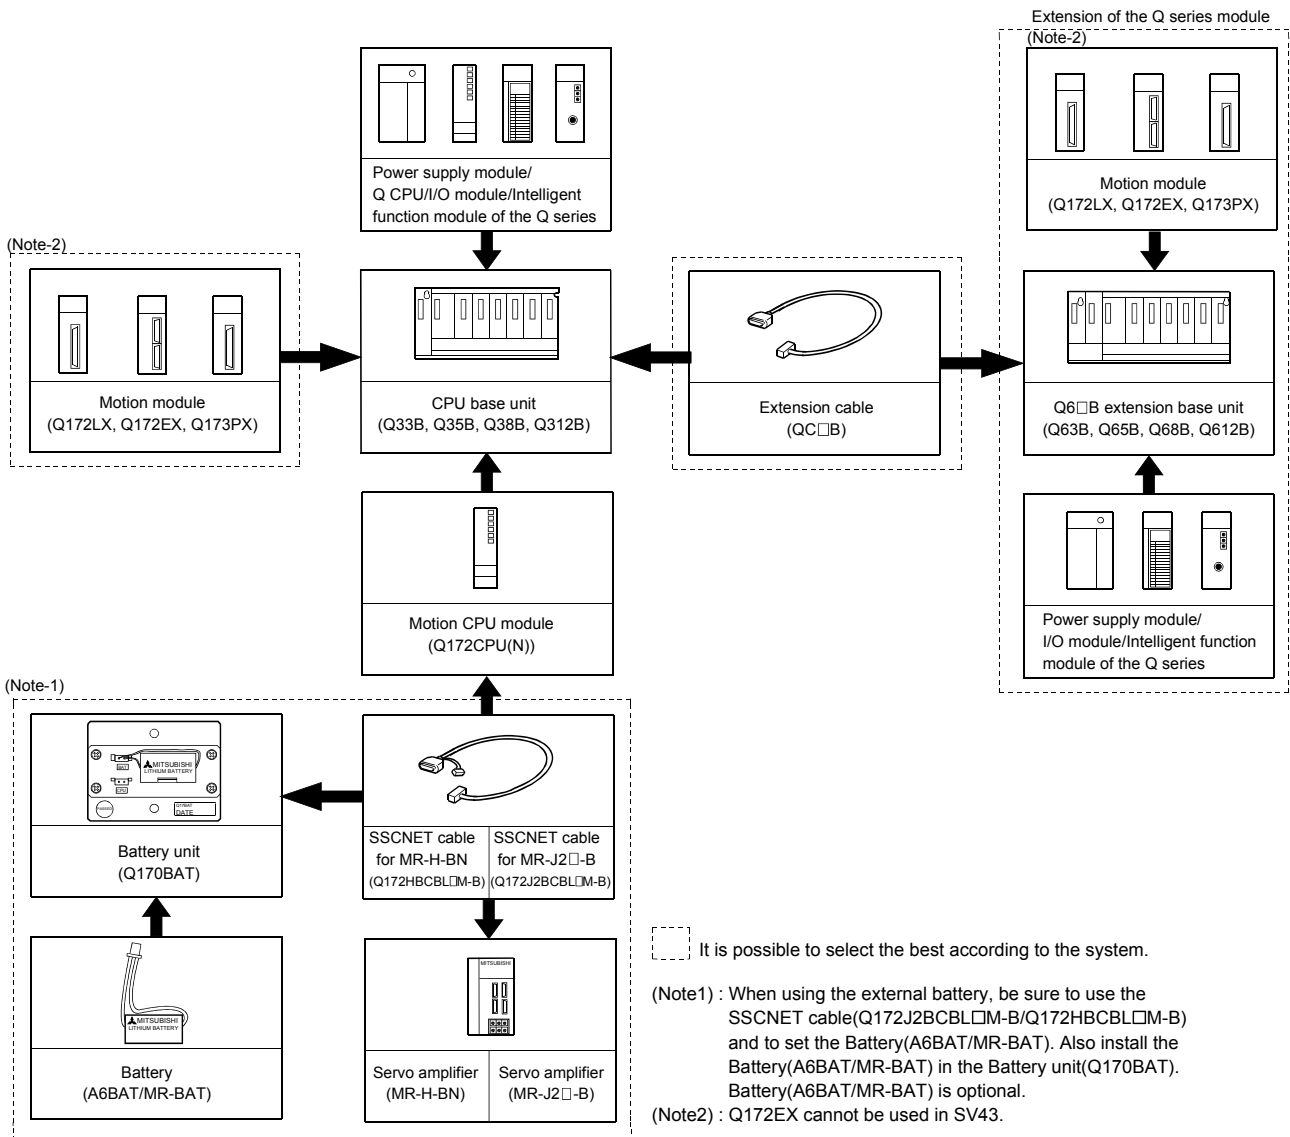 Extension of the Q series module
(Note-2)
Motion module
(Q172LX, Q172EX, Q173PX)
Power supply module/
Q CPU/I/O module/Intelligent
function module of the Q series
(Note-2)
Motion module
(Q172LX, Q172EX, Q173PX)
CPU base unit
(Q33B, Q35B, Q38B, Q312B)
Extension cable
(QC□B)
Q6□B extension base unit
(Q63B, Q65B, Q68B, Q612B)
Motion CPU module
(Q172CPU(N))
Power supply module/
I/O module/Intelligent function
module of the Q series
(Note-1)
MITSUBISHI
LITHIUM BATTERY
BAT
CPU
PASSED
Q170BAT
DATE
Battery unit
(Q170BAT)
SSCNET cable
for MR-H-BN
(Q172HBCBL□M-B)
SSCNET cable
for MR-J2□-B
(Q172J2BCBL□M-B)
MITSUBISHI
LITHIUM BATTERY
Battery
(A6BAT/MR-BAT)
MITSUBISHI
Servo amplifier
(MR-H-BN)
Servo amplifier
(MR-J2□-B)
It is possible to select the best according to the system.
(Note1) : When using the external battery, be sure to use the
SSCNET cable(Q172J2BCBL□M-B/Q172HBCBL□M-B)
and to set the Battery(A6BAT/MR-BAT). Also install the
Battery(A6BAT/MR-BAT) in the Battery unit(Q170BAT).
Battery(A6BAT/MR-BAT) is optional.
(Note2) : Q172EX cannot be used in SV43.